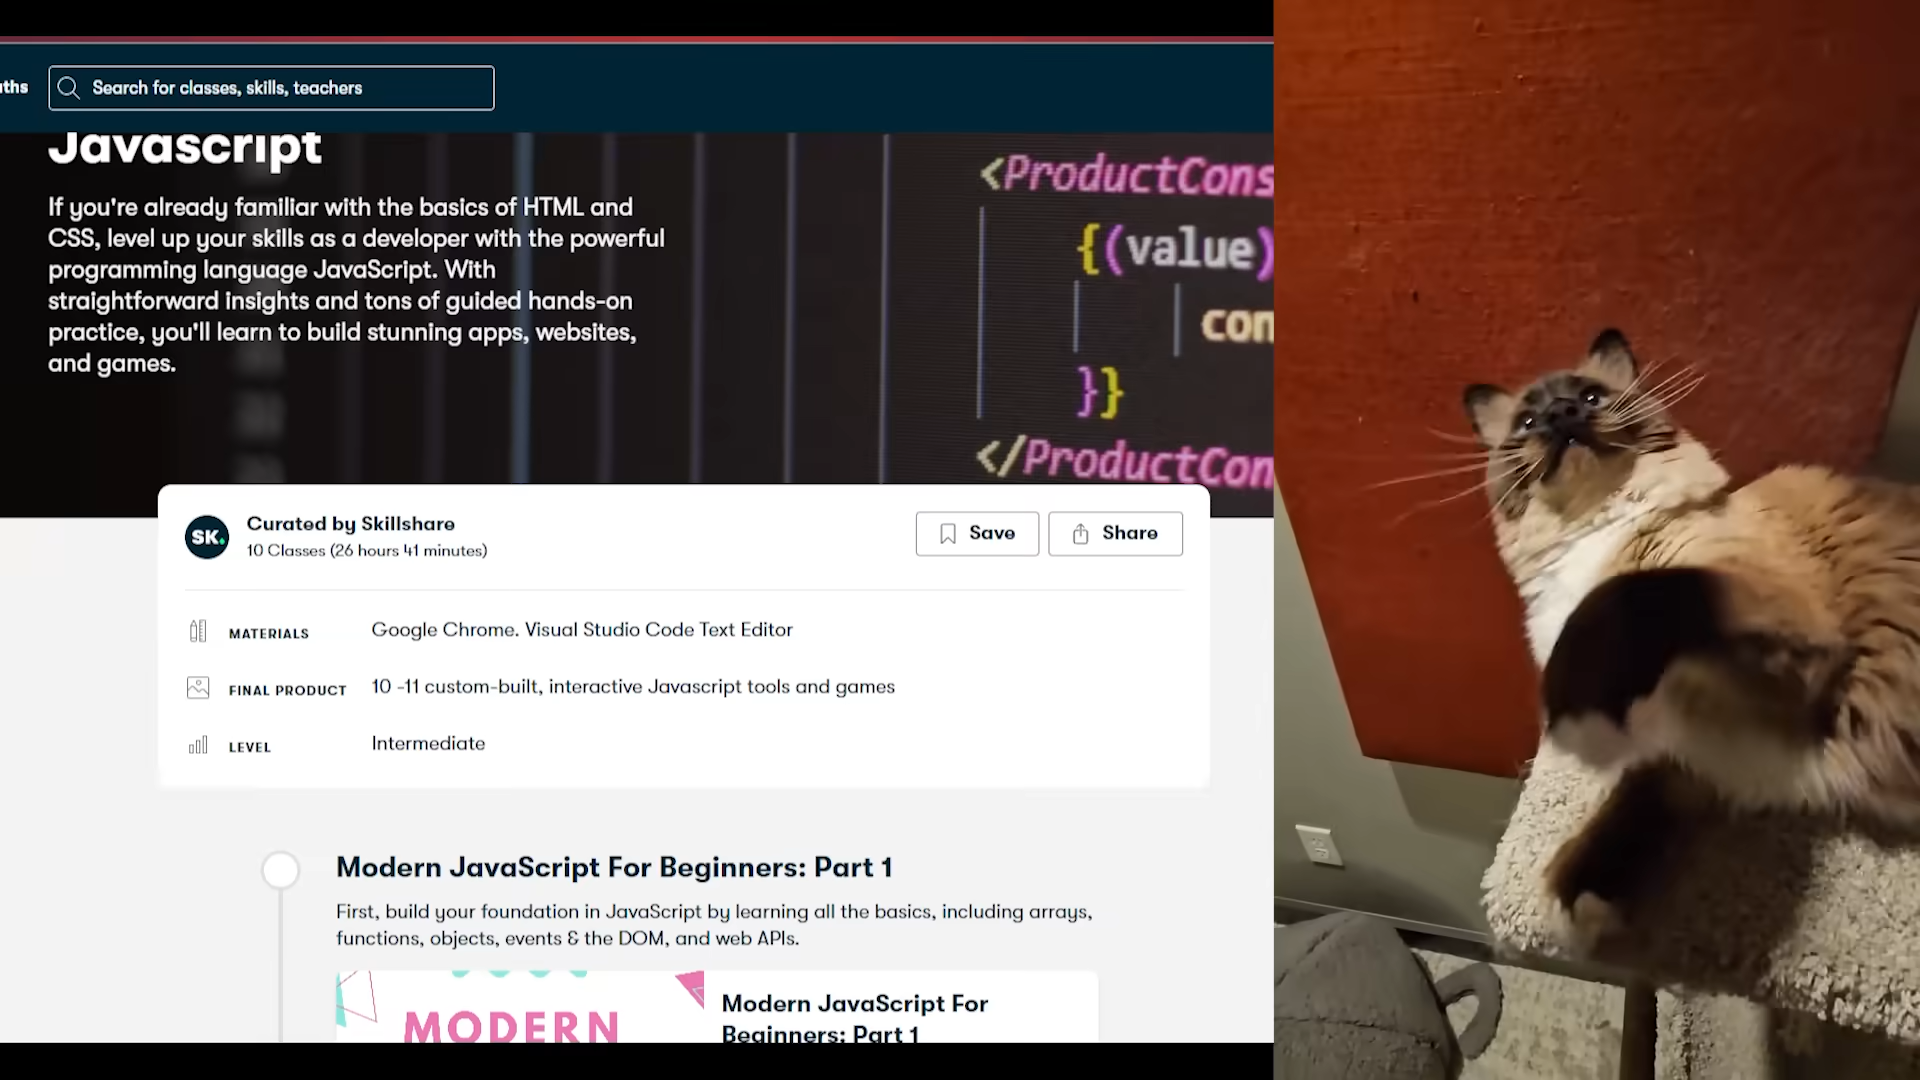 ths
Search for classes, skills, teachers
Javascript
If you're already familiar with the basics of HTML and
CSS, level up your skills as a developer with the powerful
programming language JavaScript. With
straightforward insights and tons of guided hands-on
practice, you'll learn to build stunning apps, websites,
and games.
<ProductCons
{(value)
con
}}
</ProductCon
SK.
Curated by Skillshare
10 Classes (26 hours 41 minutes)
Save
Share
MATERIALS
Google Chrome. Visual Studio Code Text Editor
FINAL PRODUCT
10 -11 custom-built, interactive Javascript tools and games
LEVEL
Intermediate
Modern JavaScript For Beginners: Part 1
First, build your foundation in JavaScript by learning all the basics, including arrays,
functions, objects, events & the DOM, and web APIs.
MODERN
Modern JavaScript For
Beginners: Part 1